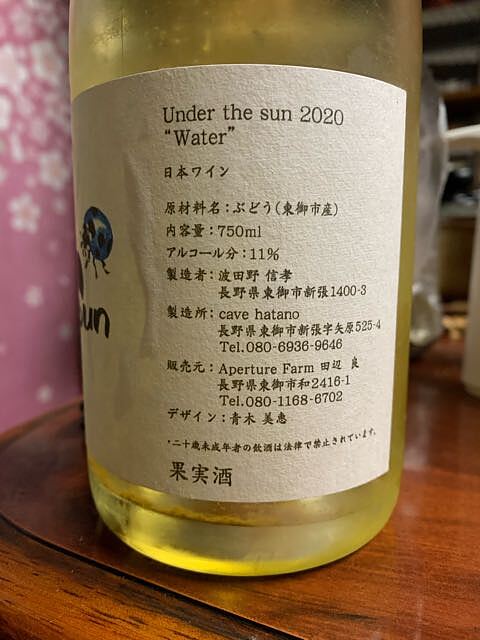 Under the sun 2020
"Water"
日本ワイン
原材料名：ぶどう（東御市産）
内容量：750ml
アルコール分：11%
製造者：波田野 信孝
長野県東御市新張1400-3
製造所：cave hatano
長野県東御市新張字矢原525-4
Tel.080-6936-9646
販売元：Aperture Farm 田辺 良
長野県東御市和2416-1
Tel.080-1168-6702
デザイン：青木 美恵
・二十歳未成年者の飲酒は法律で禁止されています。
果実酒
Sun